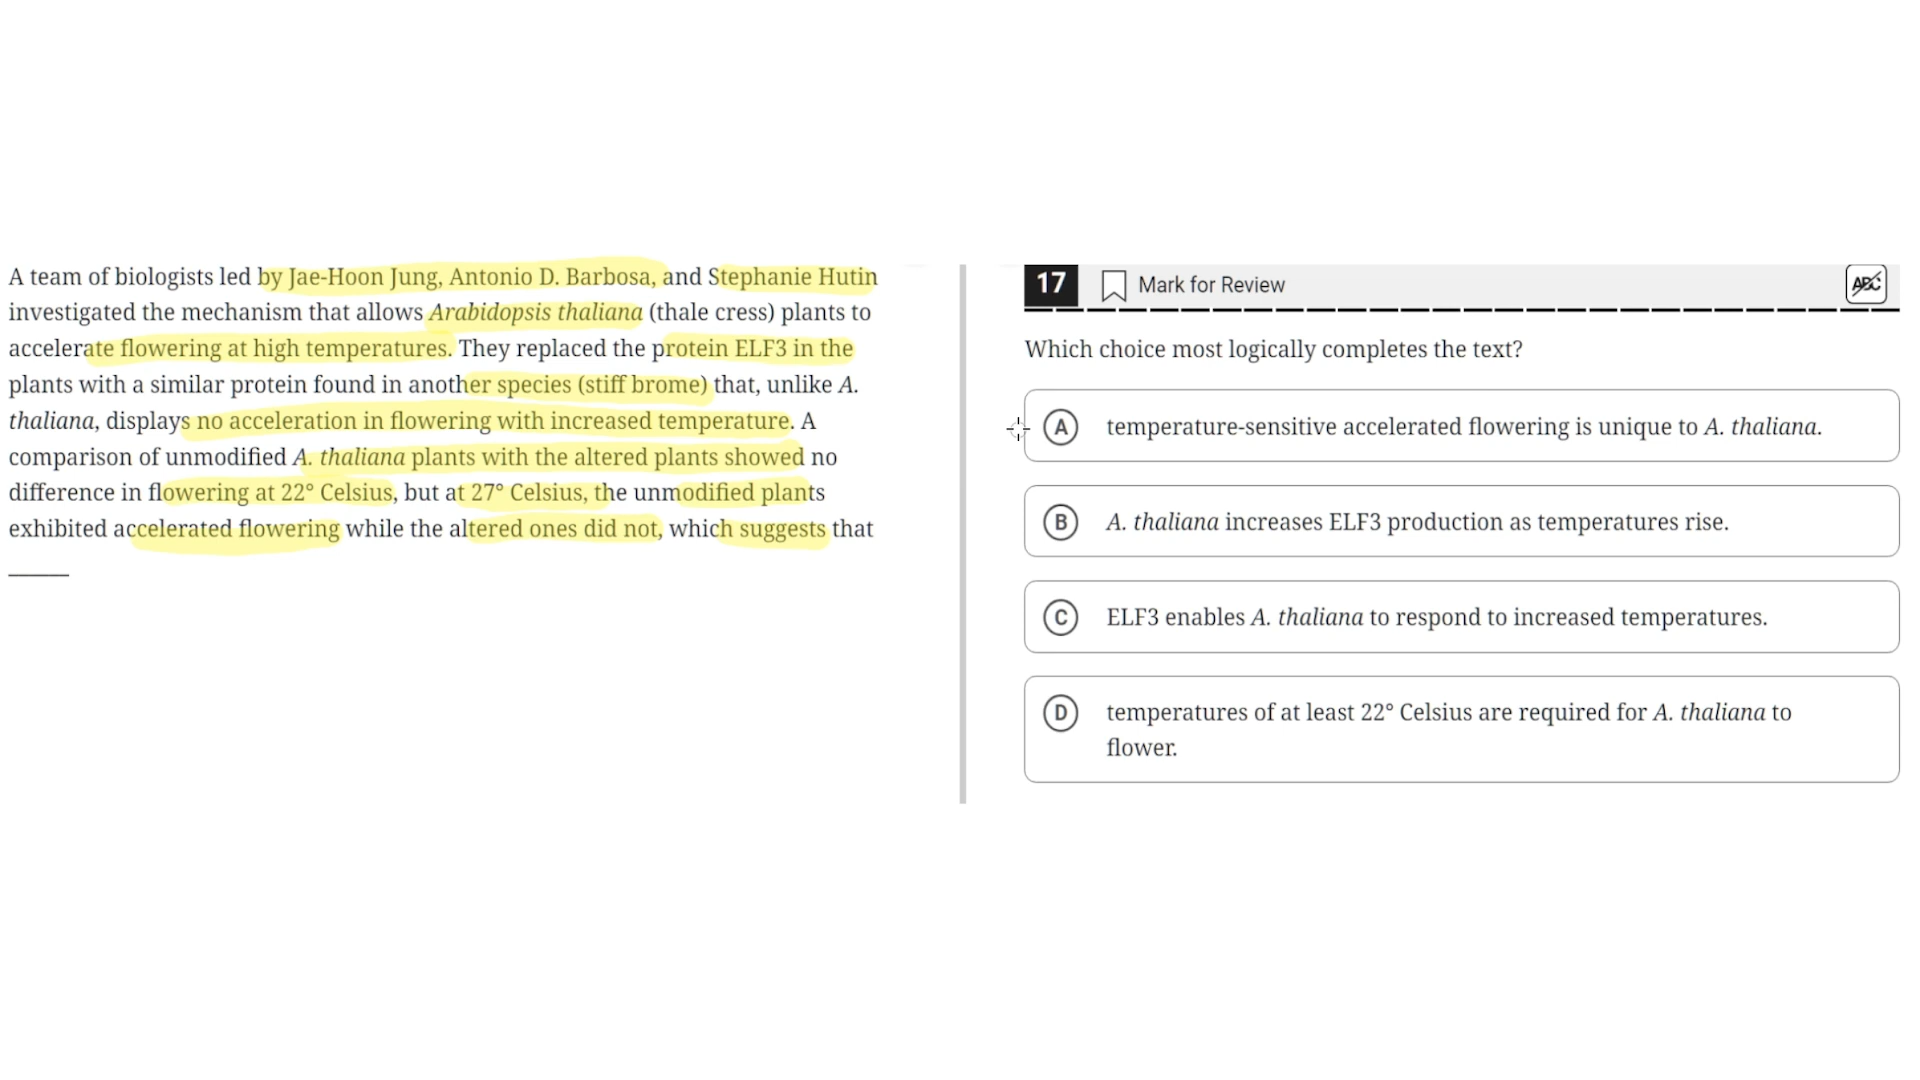 A team of biologists led by Jae-Hoon Jung, Antonio D. Barbosa, and Stephanie Hutin
investigated the mechanism that allows Arabidopsis thaliana (thale cress) plants to
accelerate flowering at high temperatures. They replaced the protein ELF3 in the
plants with a similar protein found in another species (stiff brome) that, unlike A.
thaliana, displays no acceleration in flowering with increased temperature. A
comparison of unmodified A. thaliana plants with the altered plants showed no
difference in flowering at 22° Celsius, but at 27° Celsius, the unmodified plants
exhibited accelerated flowering while the altered ones did not, which suggests that
______
17 Mark for Review ABC
Which choice most logically completes the text?
A temperature-sensitive accelerated flowering is unique to A. thaliana.
B A. thaliana increases ELF3 production as temperatures rise.
C ELF3 enables A. thaliana to respond to increased temperatures.
D temperatures of at least 22° Celsius are required for A. thaliana to
flower.